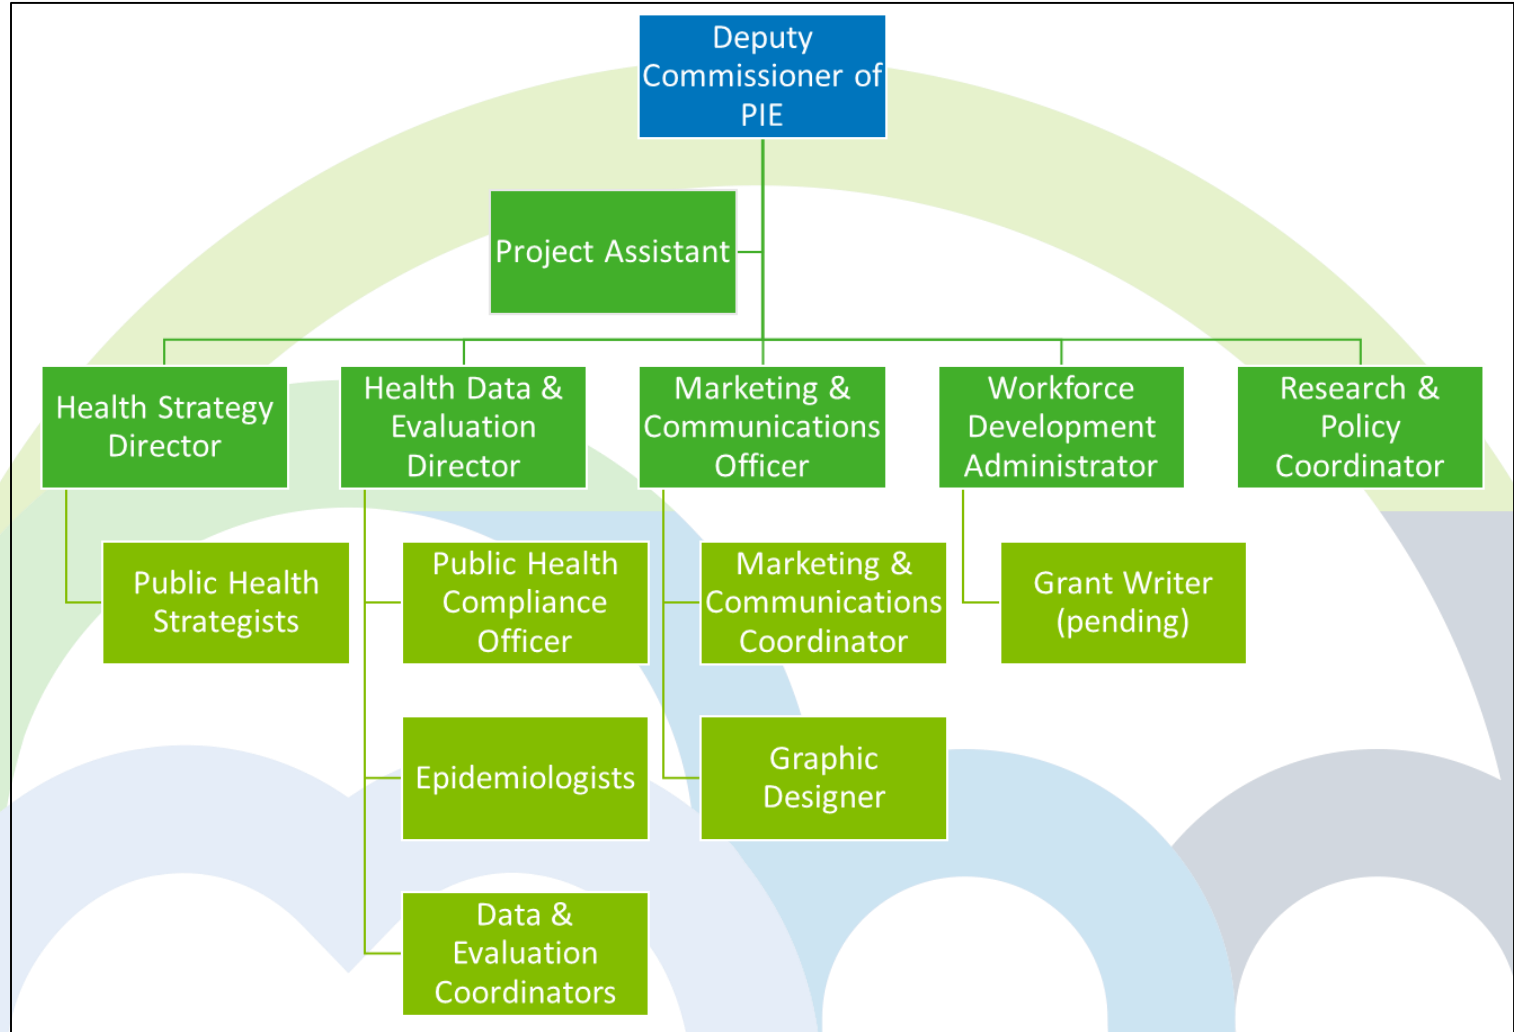 Deputy
Commissioner of
PIE
Project Assistant
Health Strategy
Director
Health Data &
Evaluation
Director
Marketing &
Communications
Officer
Workforce
Development
Administrator
Research &
Policy
Coordinator
Public Health
Strategists
Public Health
Compliance
Officer
Marketing &
Communications
Coordinator
Grant Writer
(pending)
Epidemiologists
Graphic
Designer
Data &
Evaluation
Coordinators